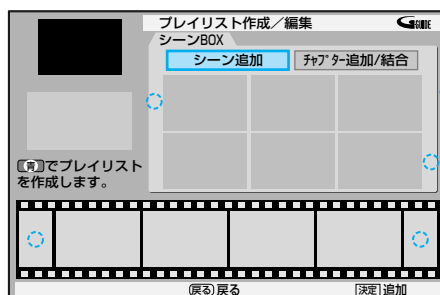 プレイリスト作成／編集
G GUIDE
シーンBOX
シーン追加
ﾁｬﾌﾟﾀｰ追加/結合
青でプレイリスト
を作成します。
戻る 戻る
決定 追加